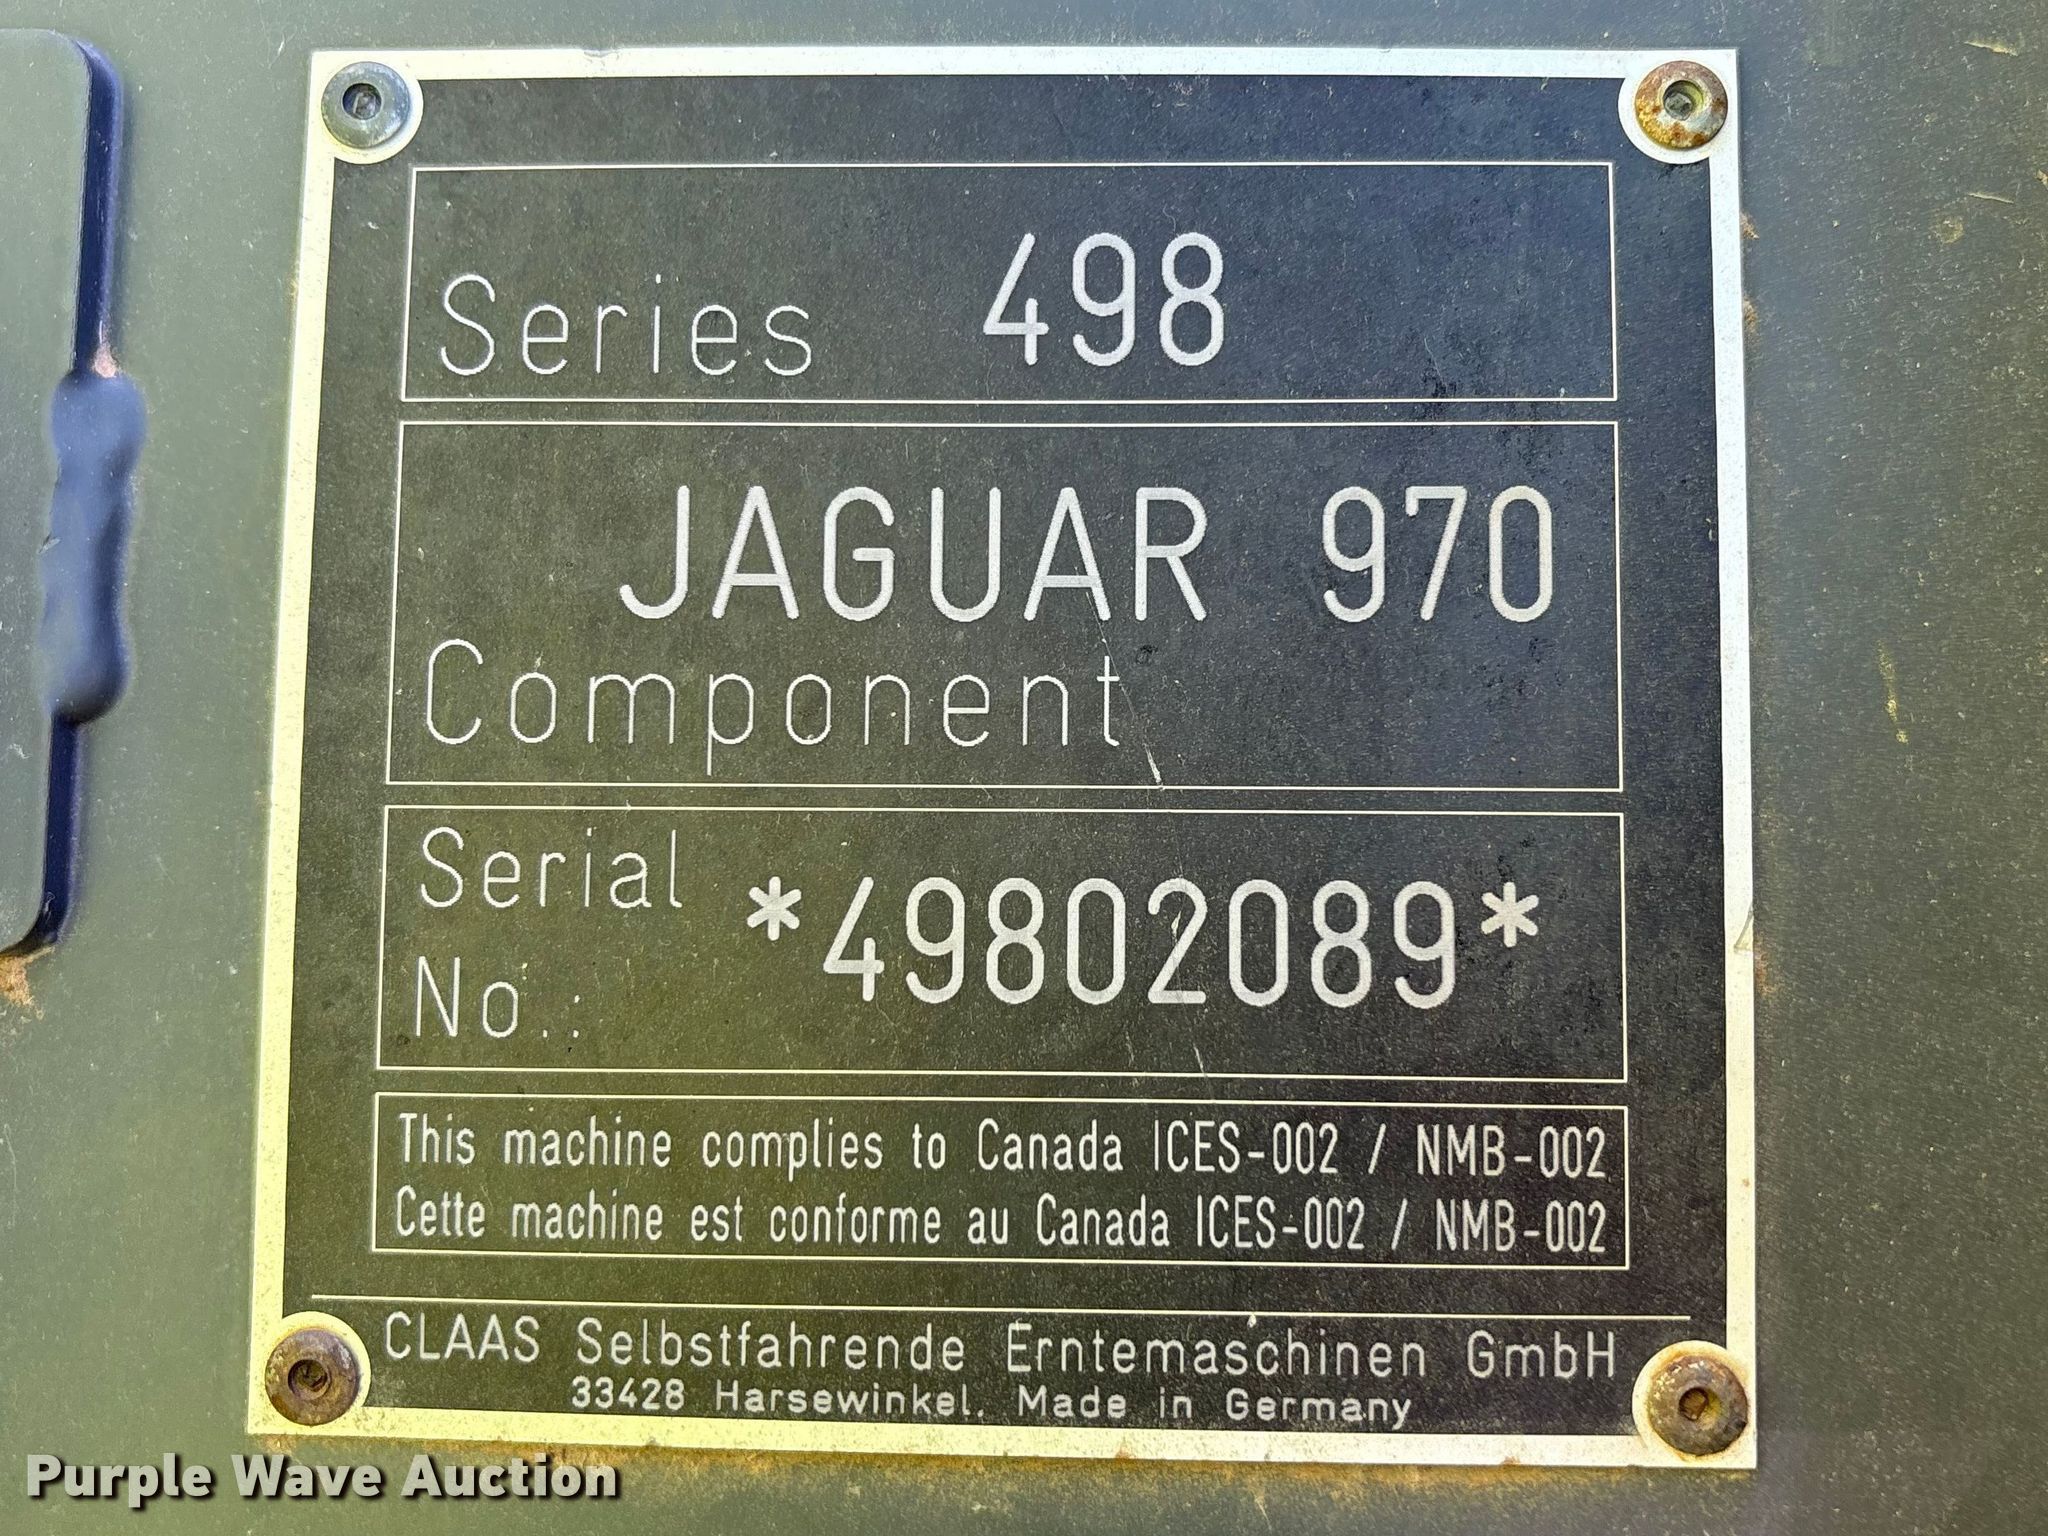 Series 498
JAGUAR 970
Component
Serial
No.: *49802089*
This machine complies to Canada ICES-002 / NMB-002
Cette machine est conforme au Canada ICES-002 / NMB-002
CLAAS Selbstfahrende Erntemaschinen GmbH
33428 Harsewinkel. Made in Germany
Purple Wave Auction